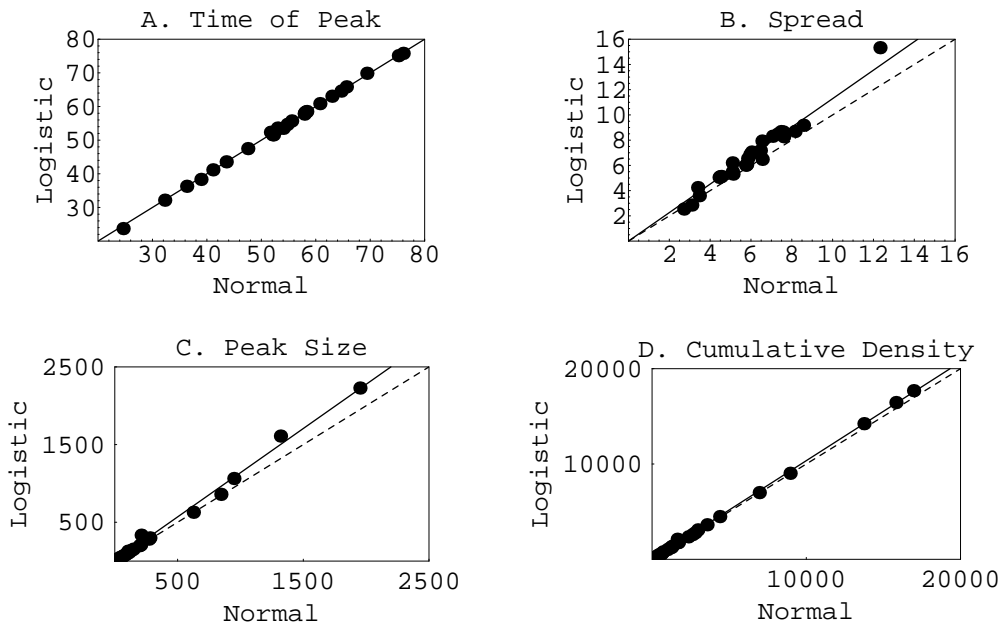 A. Time of Peak
80
70
60
50
40
30
Logistic
30 40 50 60 70 80
Normal
B. Spread
16
14
12
10
8
6
4
2
Logistic
2 4 6 8 10 12 14 16
Normal
C. Peak Size
2500
1500
500
Logistic
500 1500 2500
Normal
D. Cumulative Density
20000
10000
Logistic
10000 20000
Normal